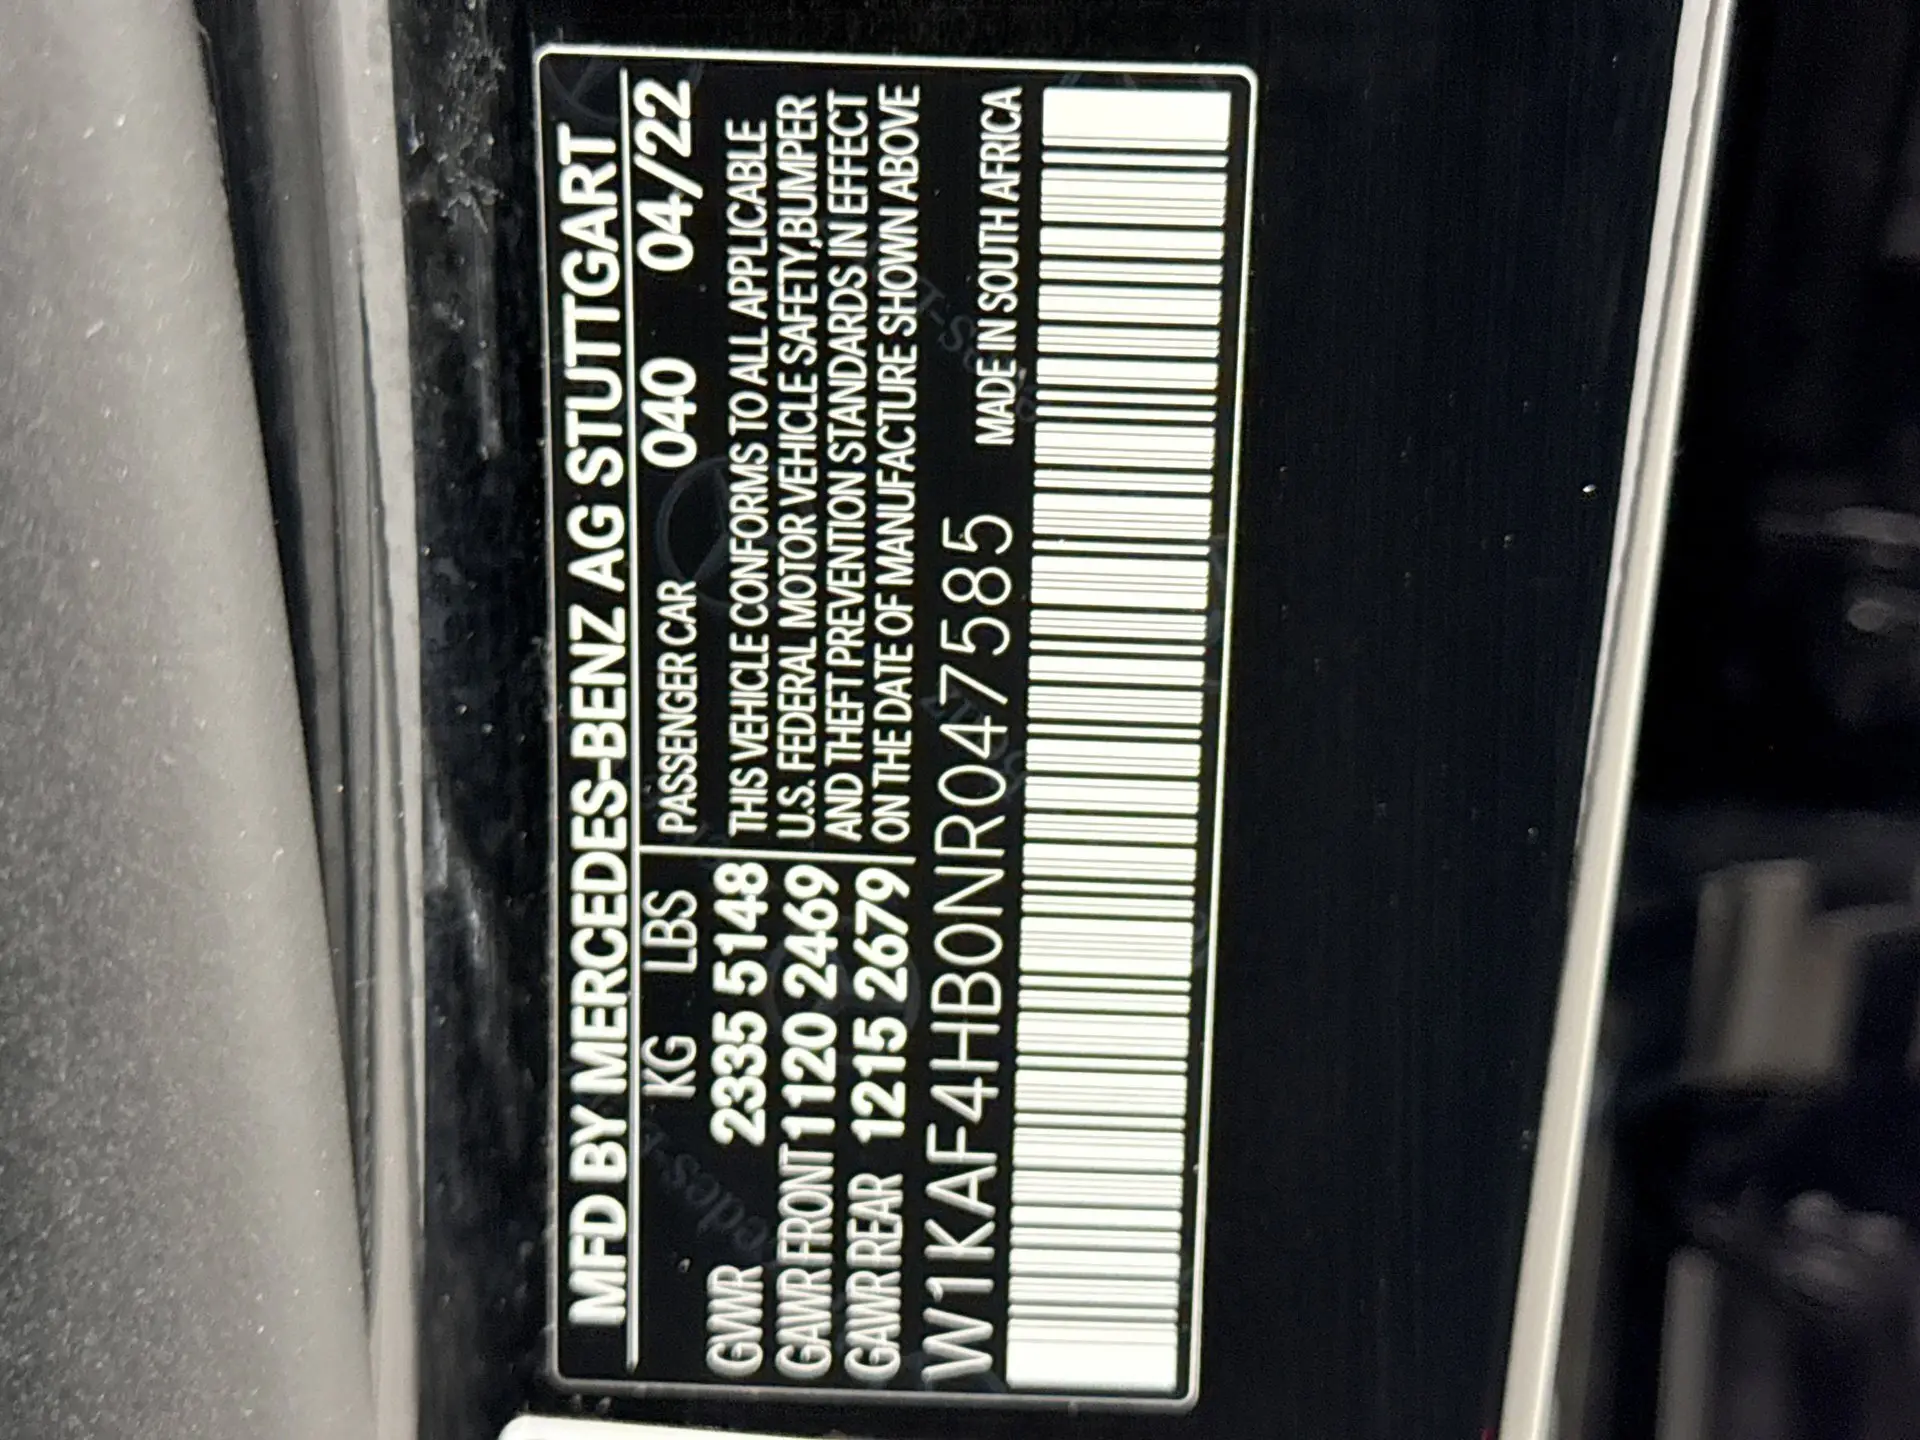 MFD BY MERCEDES-BENZ AG STUTTGART
KG LBS PASSENGER CAR 040 04/22
GVWR 2335 5148
GAWR FRONT 1120 2469
GAWR REAR 1215 2679
THIS VEHICLE CONFORMS TO ALL APPLICABLE
U.S. FEDERAL MOTOR VEHICLE SAFETY,BUMPER
AND THEFT PREVENTION STANDARDS IN EFFECT
ON THE DATE OF MANUFACTURE SHOWN ABOVE
W1KAF4HB0NR047585 MADE IN SOUTH AFRICA